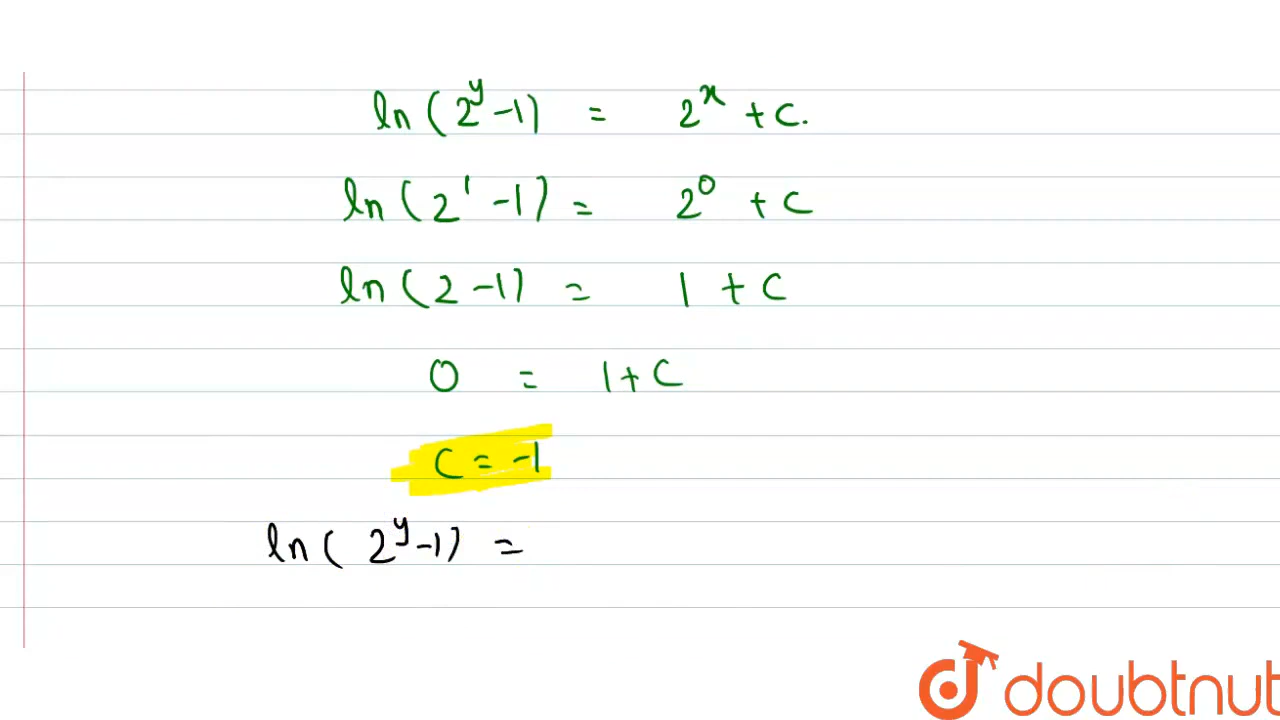 ln(2^y -1) = 2^x + C.
ln(2^1 -1) = 2^0 + C
ln(2 -1) = 1 + C
0 = 1 + C
C = -1
ln(2^y -1) =
doubtnut